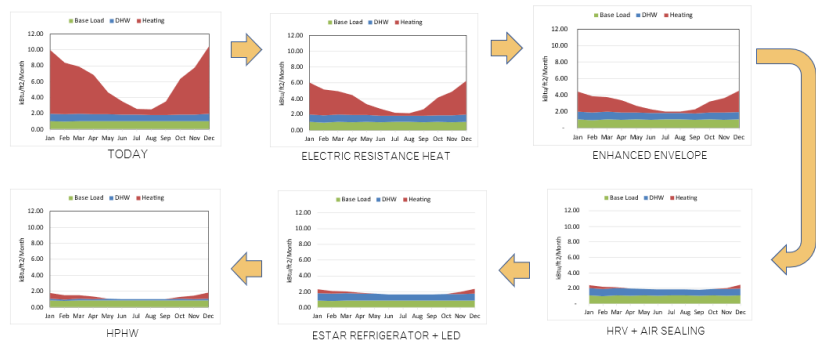 Base Load DHW Heating
12.00
10.00
8.00
6.00
4.00
2.00
0.00
kBtu/ft2/Month
Jan Feb Mar Apr May Jun Jul Aug Sep Oct Nov Dec
TODAY
Base Load DHW Heating
12.00
10.00
8.00
6.00
4.00
2.00
0.00
kBtu/ft2/Month
Jan Feb Mar Apr May Jun Jul Aug Sep Oct Nov Dec
ELECTRIC RESISTANCE HEAT
Base Load DHW Heating
12.00
10.00
8.00
6.00
4.00
2.00
-
kBtu/ft2/Month
Jan Feb Mar Apr May Jun Jul Aug Sep Oct Nov Dec
ENHANCED ENVELOPE
Base Load DHW Heating
12.00
10.00
8.00
6.00
4.00
2.00
0.00
kBtu/ft2/Month
Jan Feb Mar Apr May Jun Jul Aug Sep Oct Nov Dec
HPHW
Base Load DHW Heating
12.00
10.00
8.00
6.00
4.00
2.00
0.00
kBtu/ft2/Month
Jan Feb Mar Apr May Jun Jul Aug Sep Oct Nov Dec
ESTAR REFRIGERATOR + LED
Base Load DHW Heating
12.00
10.00
8.00
6.00
4.00
2.00
-
kBtu/ft2/Month
Jan Feb Mar Apr May Jun Jul Aug Sep Oct Nov Dec
HRV + AIR SEALING